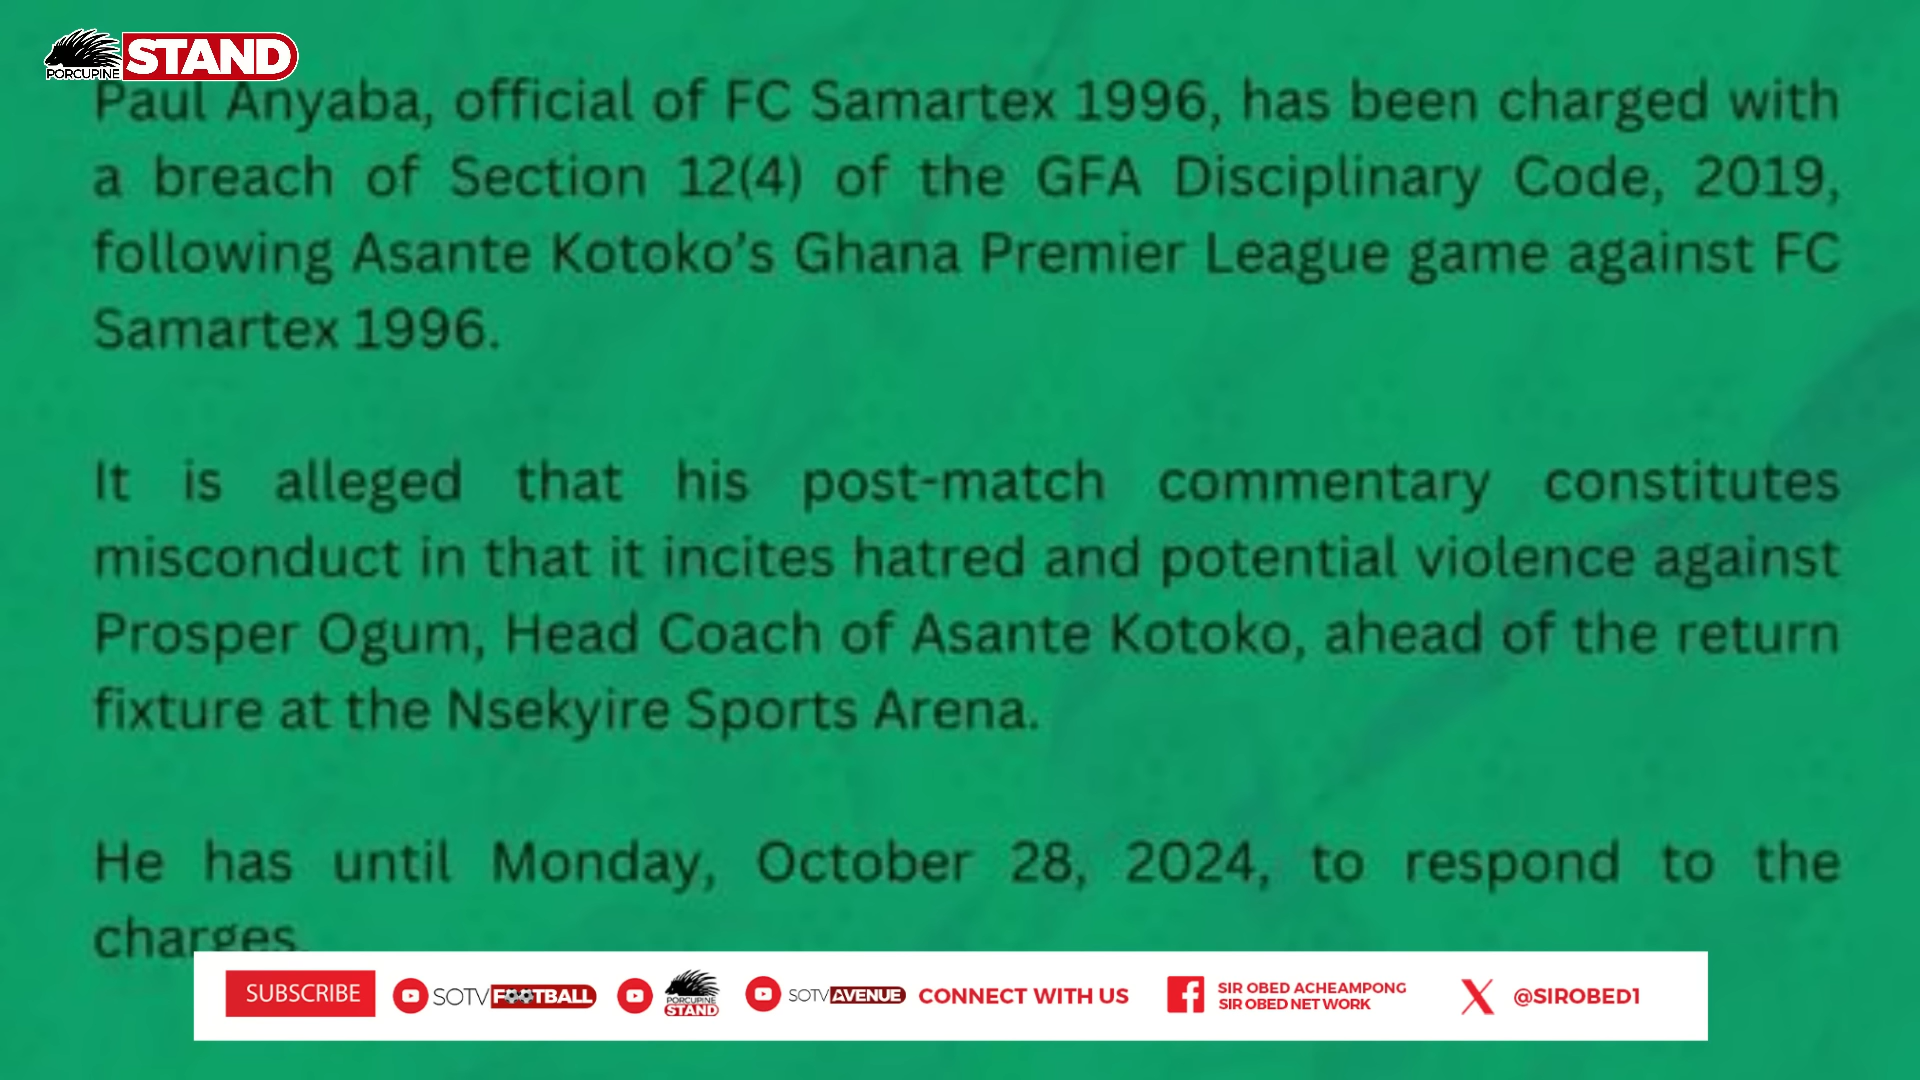 PORCUPINE STAND
Paul Anyaba, official of FC Samartex 1996, has been charged with
a breach of Section 12(4) of the GFA Disciplinary Code, 2019,
following Asante Kotoko’s Ghana Premier League game against FC
Samartex 1996.
It is alleged that his post-match commentary constitutes
misconduct in that it incites hatred and potential violence against
Prosper Ogum, Head Coach of Asante Kotoko, ahead of the return
fixture at the Nsekyire Sports Arena.
He has until Monday, October 28, 2024, to respond to the
charges.
SUBSCRIBE SOTV FOOTBALL PORCUPINE STAND SOTV AVENUE CONNECT WITH US SIR OBED ACHEAMPONG @SIROBED1
SIR OBED NETWORK